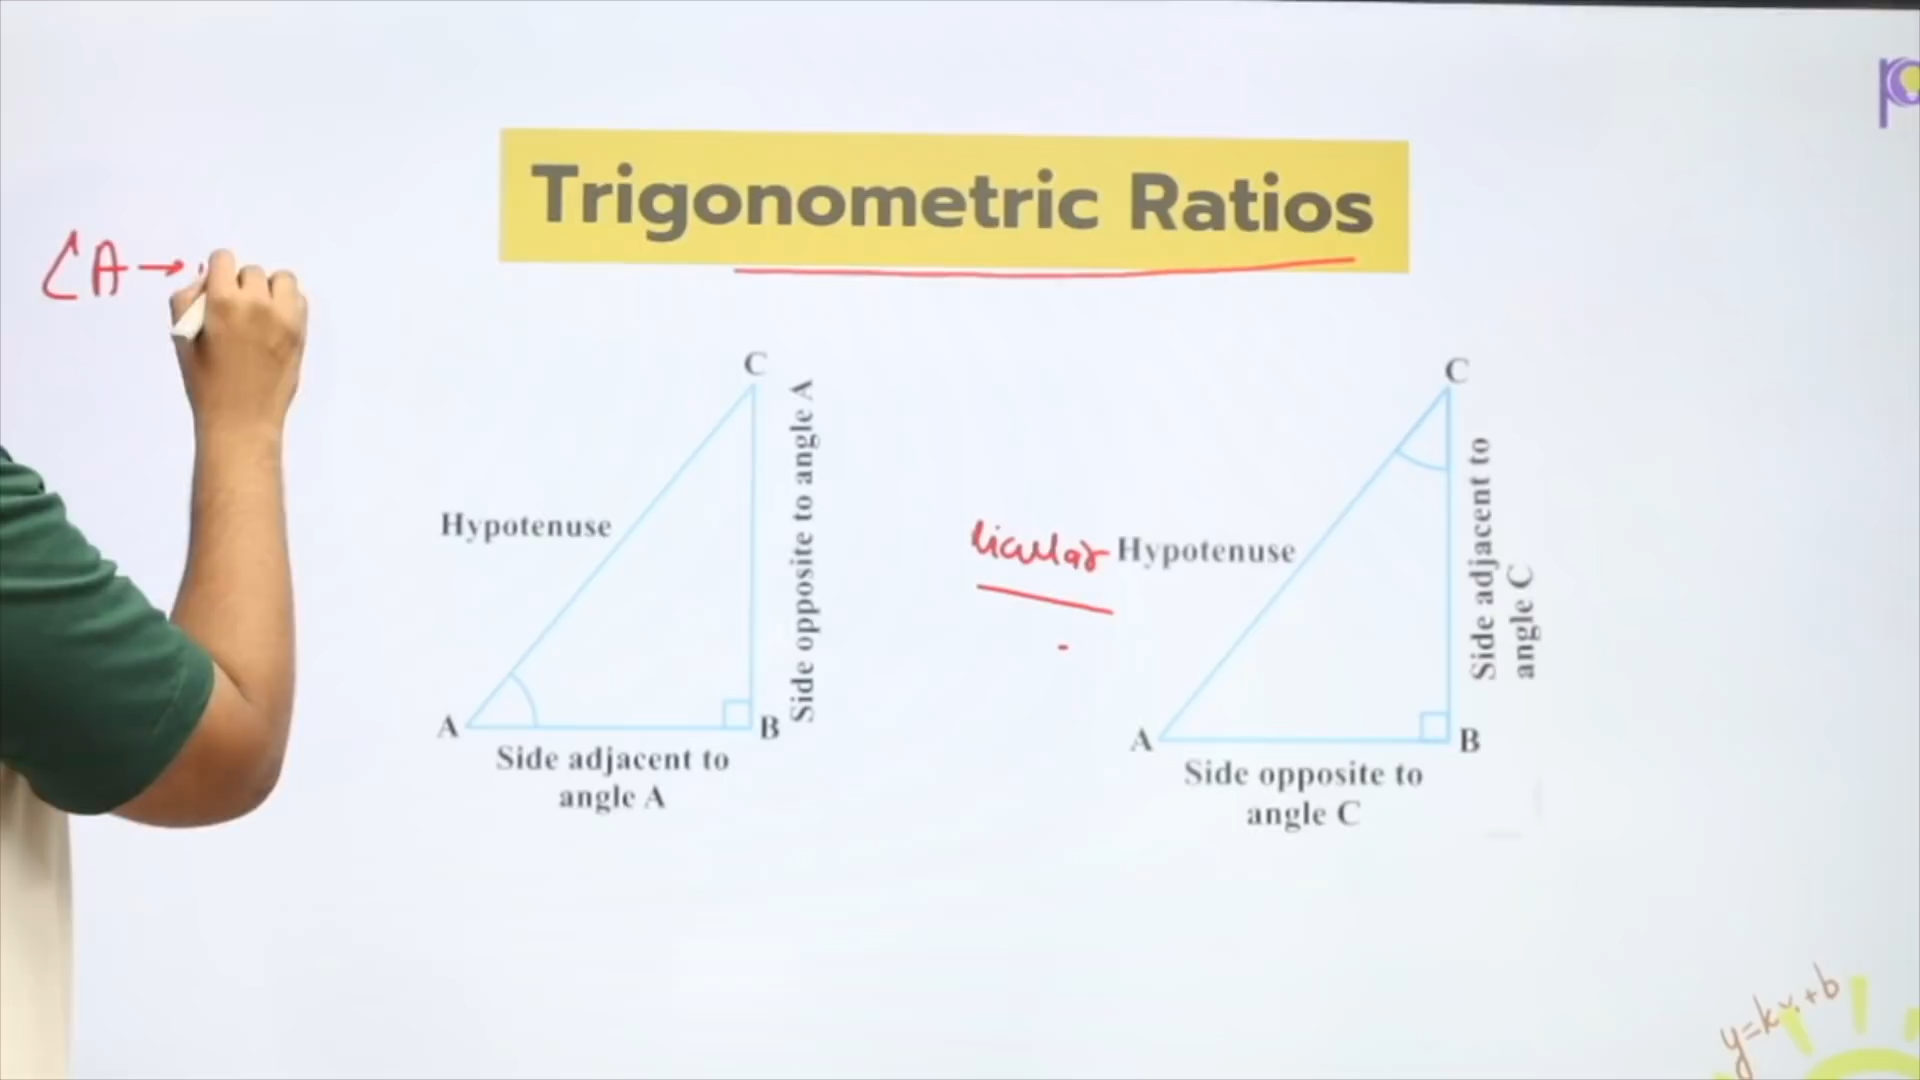 Trigonometric Ratios
∠A →
C
Hypotenuse
Side opposite to angle A
A
B
Side adjacent to
angle A
licular
C
Hypotenuse
Side adjacent to
angle C
A
B
Side opposite to
angle C
y=kx+b